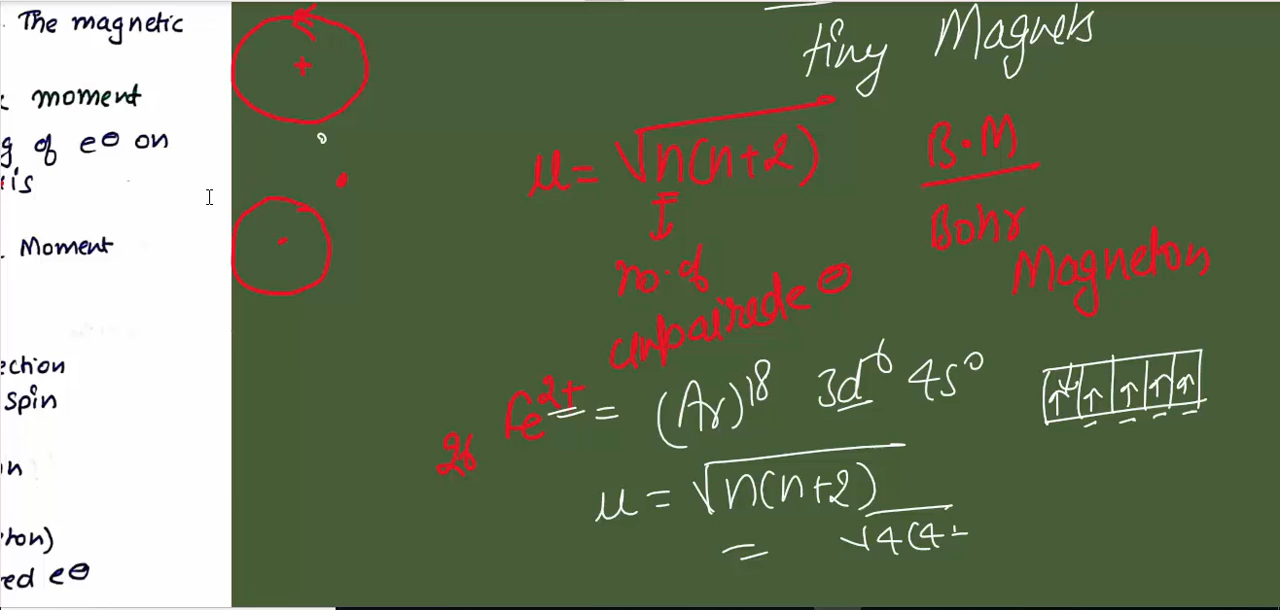 The magnetic
moment
g of e⊖ on
is
Moment
ection
spin
n
ton)
ed e⊖
+
tiny Magnets
μ = √n(n+2) B.M
Bohr Magneton
no. of
unpaired e⊖
26 Fe2+ = (Ar)18 3d6 4s0
μ = √n(n+2)
= √4(4+